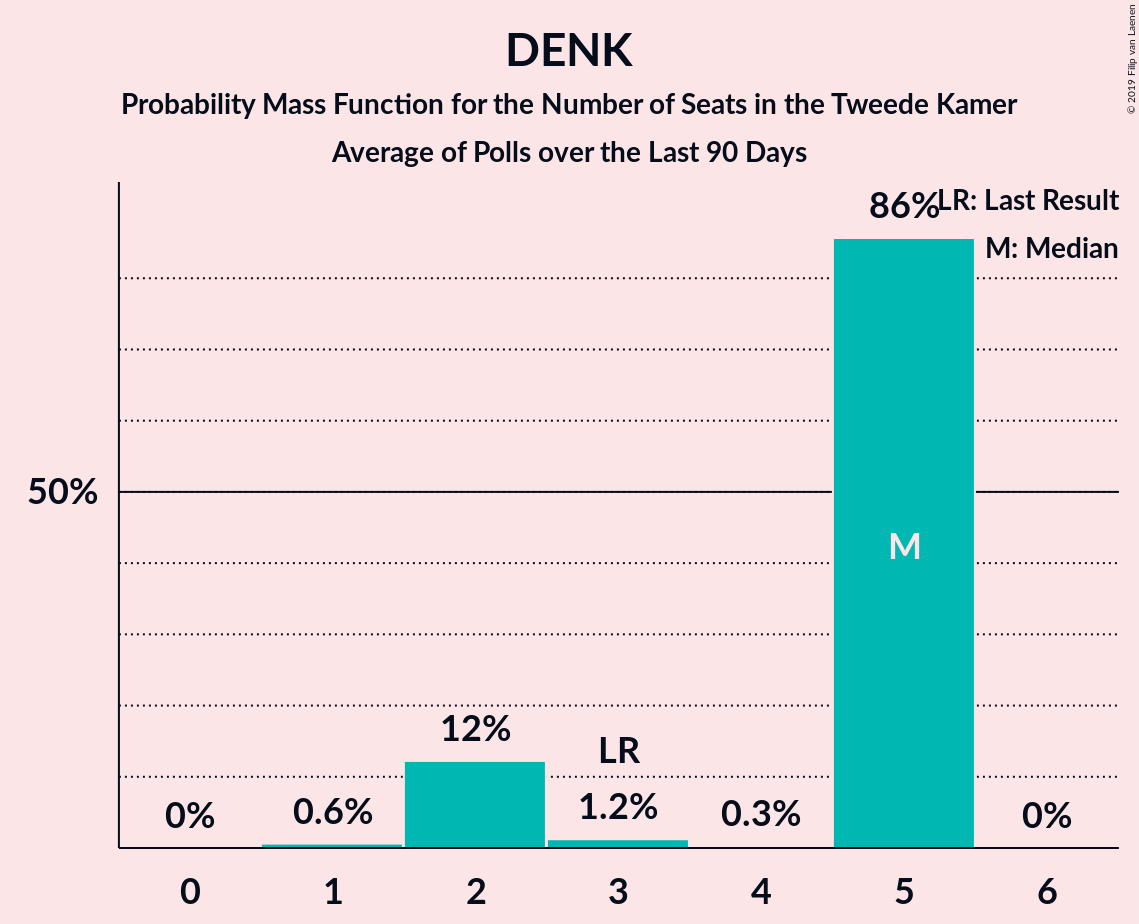 DENK
Probability Mass Function for the Number of Seats in the Tweede Kamer
Average of Polls over the Last 90 Days
© 2019 Filip van Laenen
LR: Last Result
M: Median
86%
50%
M
12%
LR
0% 0.6% 1.2% 0.3% 0%
0 1 2 3 4 5 6